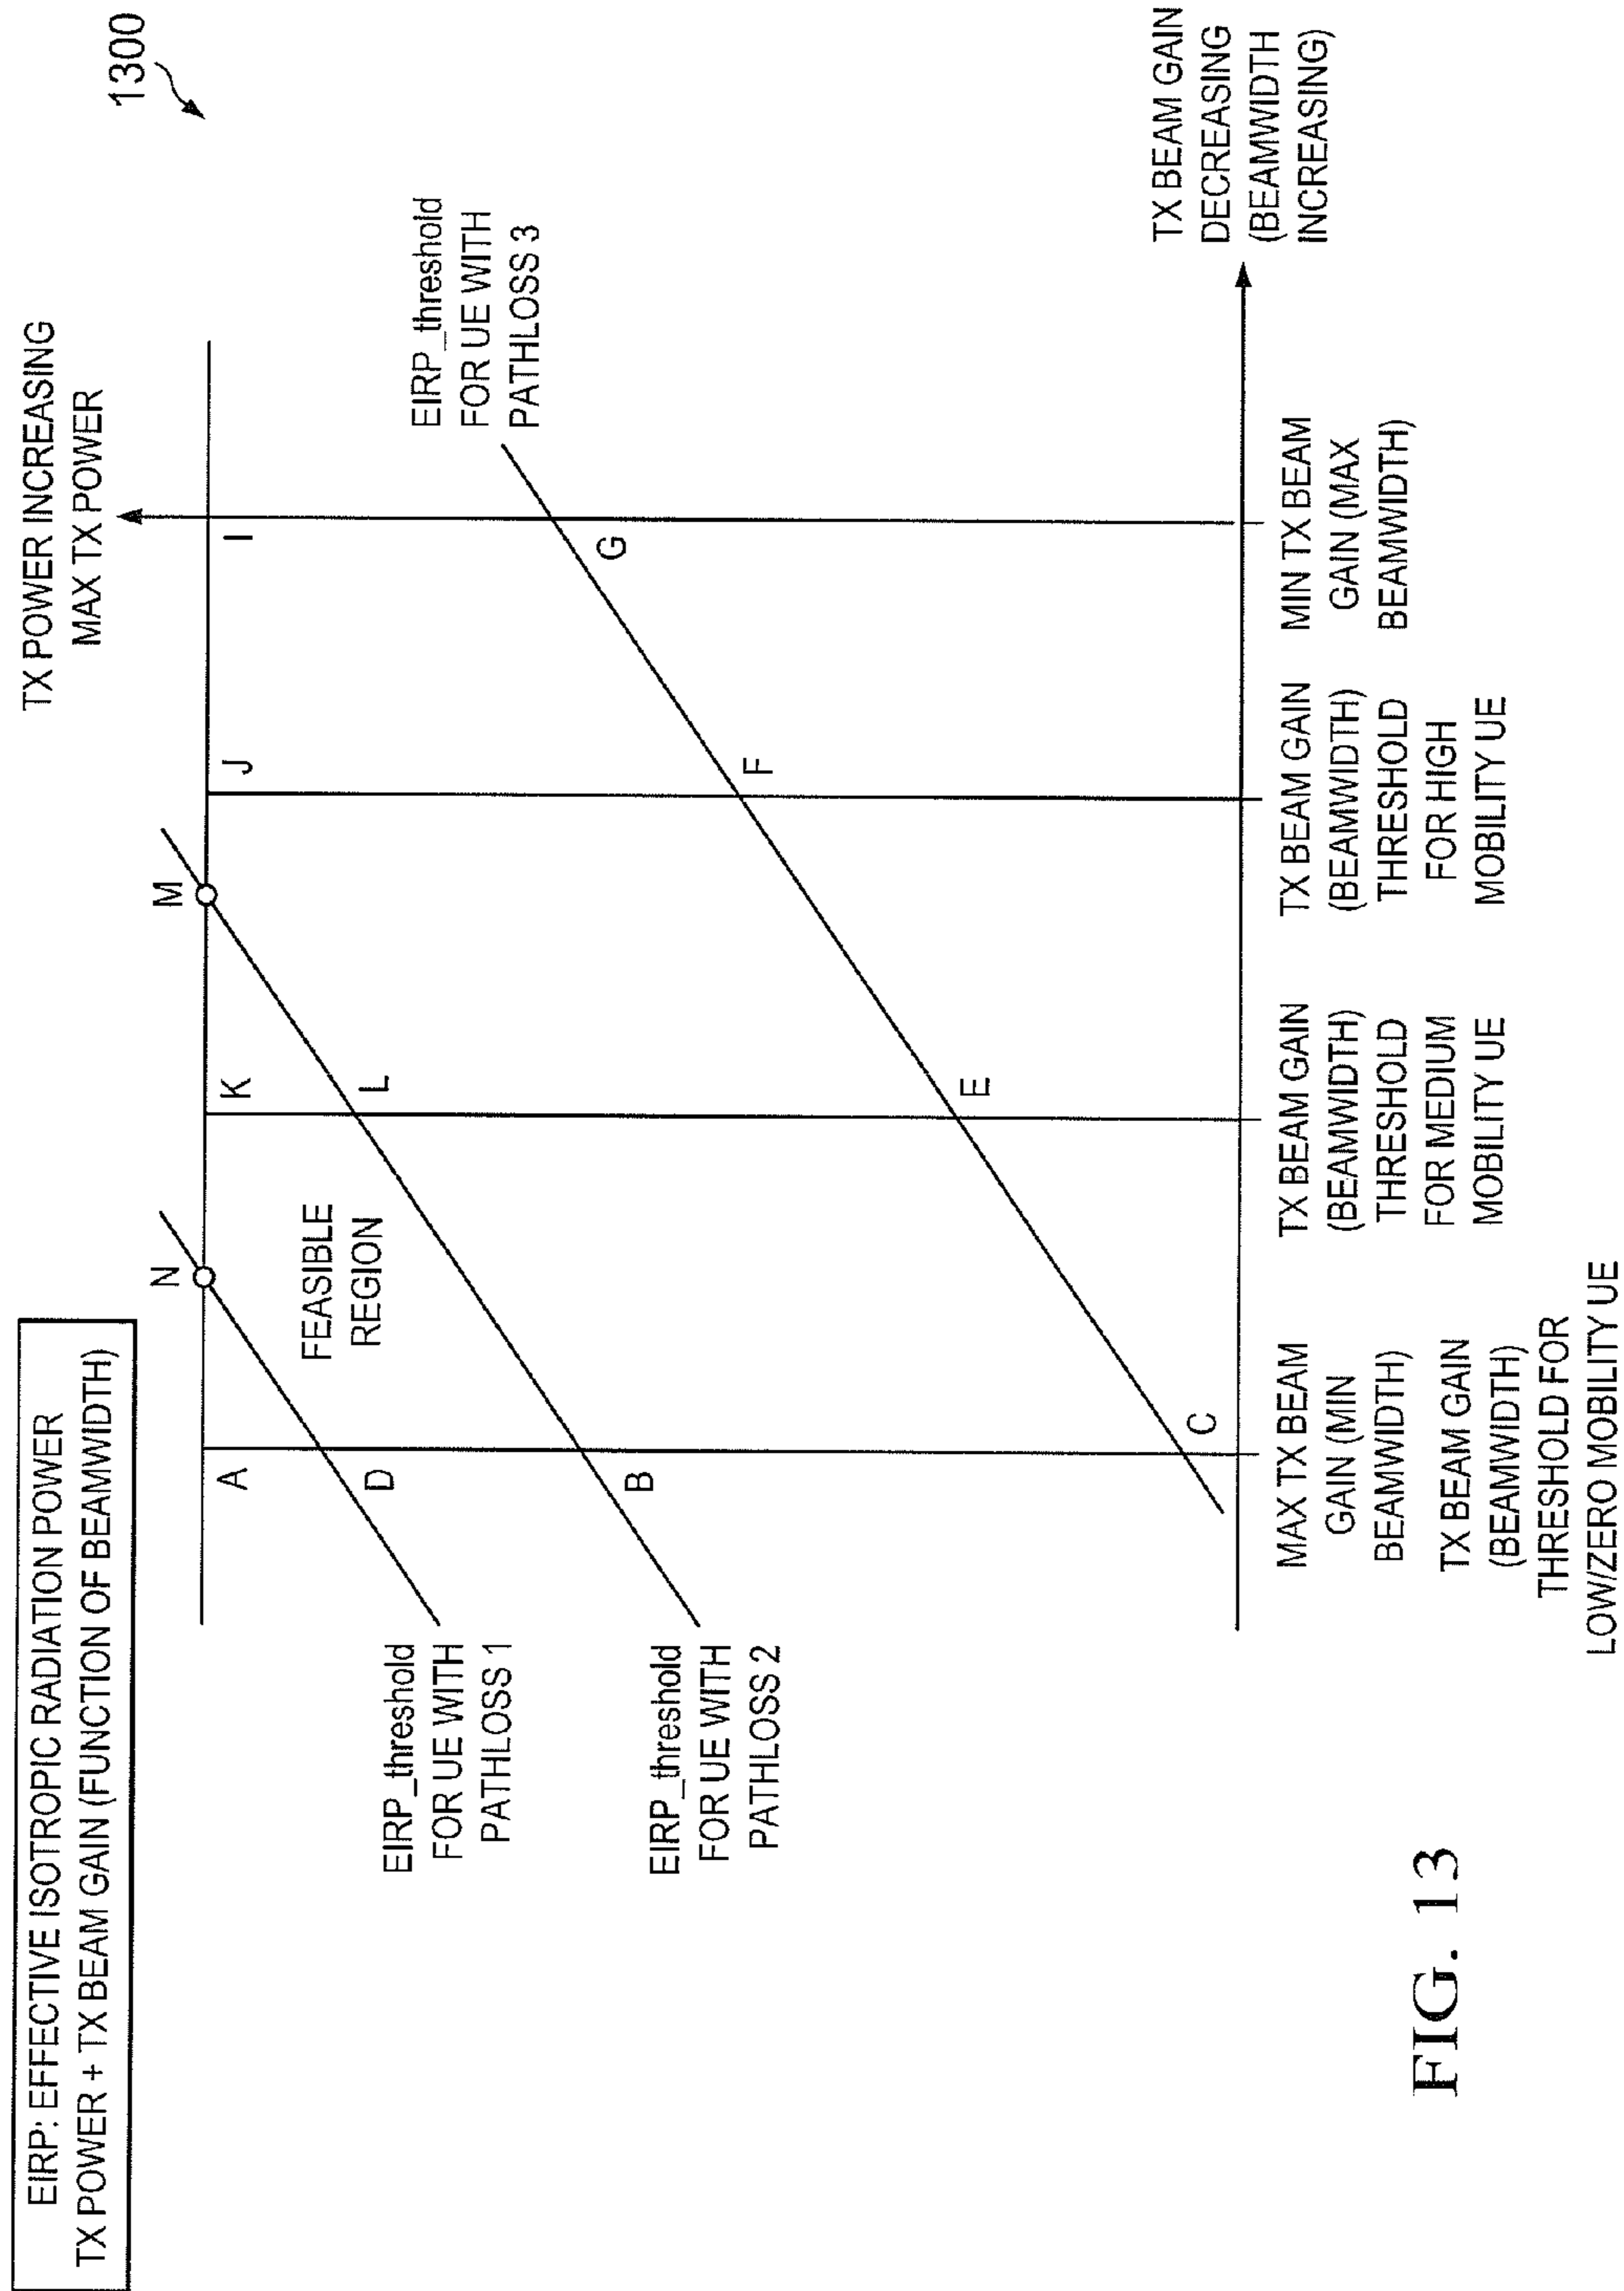 EIRP: EFFECTIVE ISOTROPIC RADIATION POWER
TX POWER + TX BEAM GAIN (FUNCTION OF BEAMWIDTH)
1300
TX POWER INCREASING
MAX TX POWER
N
M
A
K
J
I
D
L
B
FEASIBLE
REGION
F
G
E
C
EIRP_threshold
FOR UE WITH
PATHLOSS 1
EIRP_threshold
FOR UE WITH
PATHLOSS 2
EIRP_threshold
FOR UE WITH
PATHLOSS 3
TX BEAM GAIN
DECREASING
(BEAMWIDTH
INCREASING)
MAX TX BEAM
GAIN (MIN
BEAMWIDTH)
TX BEAM GAIN
(BEAMWIDTH)
THRESHOLD FOR
LOW/ZERO MOBILITY UE
TX BEAM GAIN
(BEAMWIDTH)
THRESHOLD
FOR MEDIUM
MOBILITY UE
TX BEAM GAIN
(BEAMWIDTH)
THRESHOLD
FOR HIGH
MOBILITY UE
MIN TX BEAM
GAIN (MAX
BEAMWIDTH)
FIG. 13